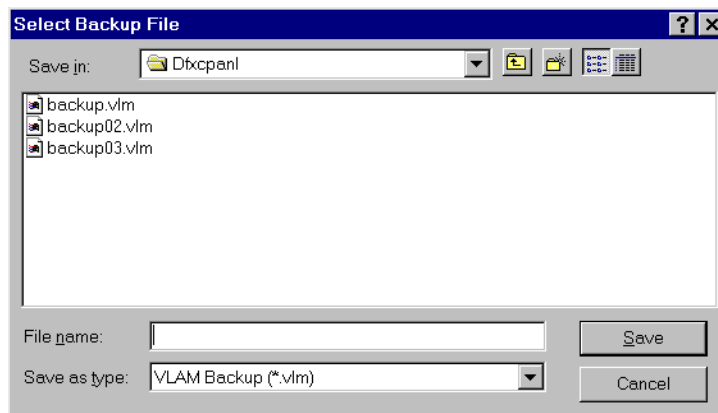 Select Backup File
Save in: Dfxcpanl
backup.vlm
backup02.vlm
backup03.vlm
File name: Save
Save as type: VLAM Backup (*.vlm) Cancel